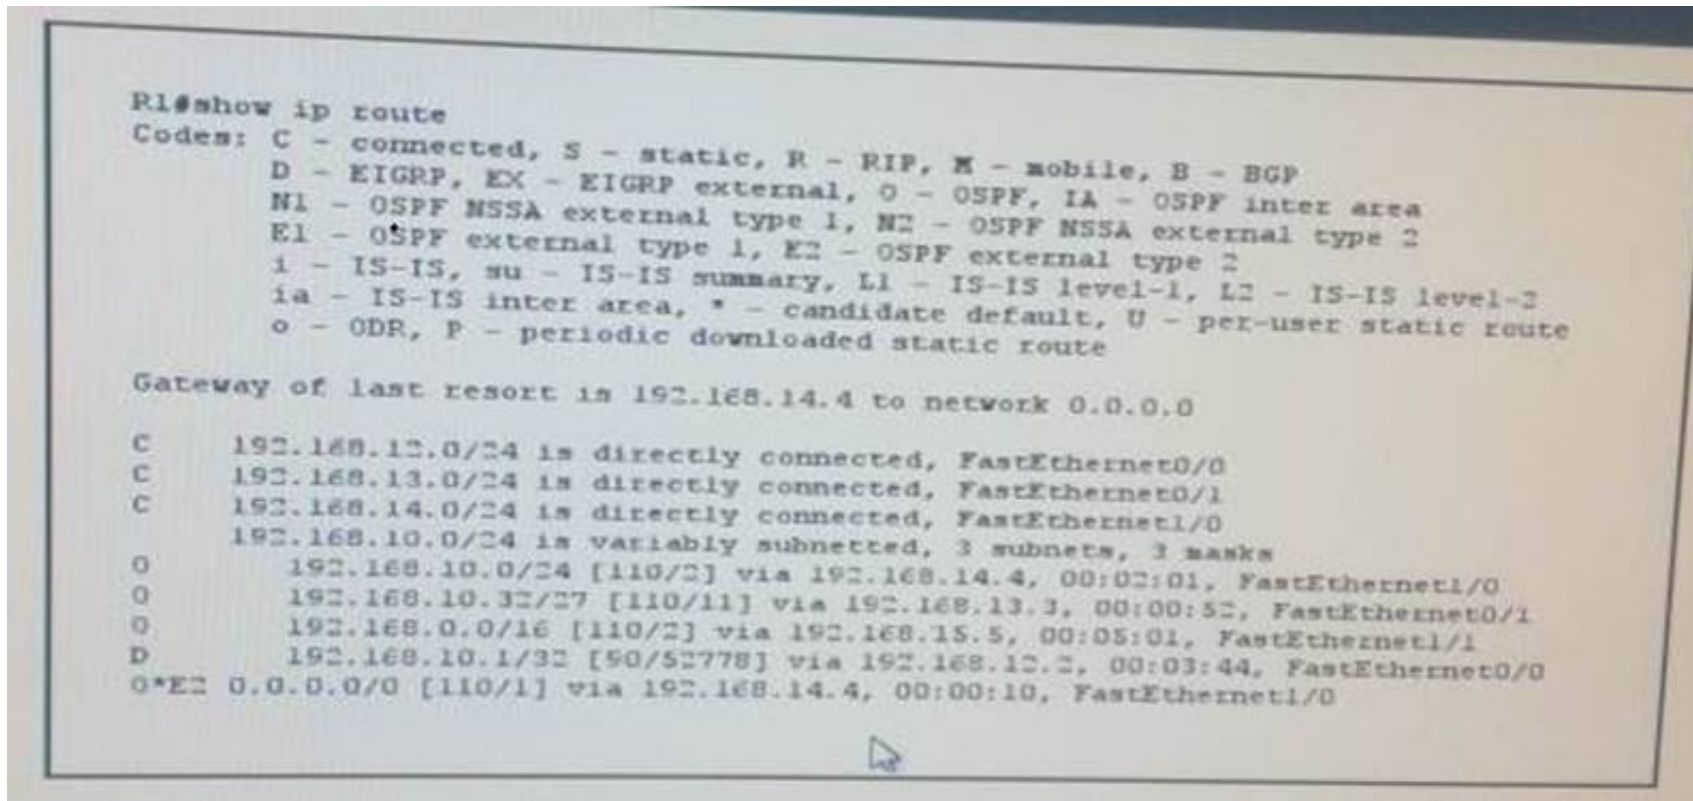 R1#show ip route
Codes: C - connected, S - static, R - RIP, M - mobile, B - BGP
D - EIGRP, EX - EIGRP external, O - OSPF, IA - OSPF inter area
N1 - OSPF NSSA external type 1, N2 - OSPF NSSA external type 2
E1 - OSPF external type 1, E2 - OSPF external type 2
i - IS-IS, su - IS-IS summary, L1 - IS-IS level-1, L2 - IS-IS level-2
ia - IS-IS inter area, * - candidate default, U - per-user static route
o - ODR, P - periodic downloaded static route
Gateway of last resort is 192.168.14.4 to network 0.0.0.0
C 192.168.12.0/24 is directly connected, FastEthernet0/0
C 192.168.13.0/24 is directly connected, FastEthernet0/1
C 192.168.14.0/24 is directly connected, FastEthernet1/0
192.168.10.0/24 is variably subnetted, 3 subnets, 3 masks
O 192.168.10.0/24 [110/2] via 192.168.14.4, 00:02:01, FastEthernet1/0
O 192.168.10.32/27 [110/11] via 192.168.13.3, 00:00:52, FastEthernet0/1
O 192.168.0.0/16 [110/2] via 192.168.15.5, 00:05:01, FastEthernet1/1
D 192.168.10.1/32 [90/52778] via 192.168.12.2, 00:03:44, FastEthernet0/0
O*E2 0.0.0.0/0 [110/1] via 192.168.14.4, 00:00:10, FastEthernet1/0